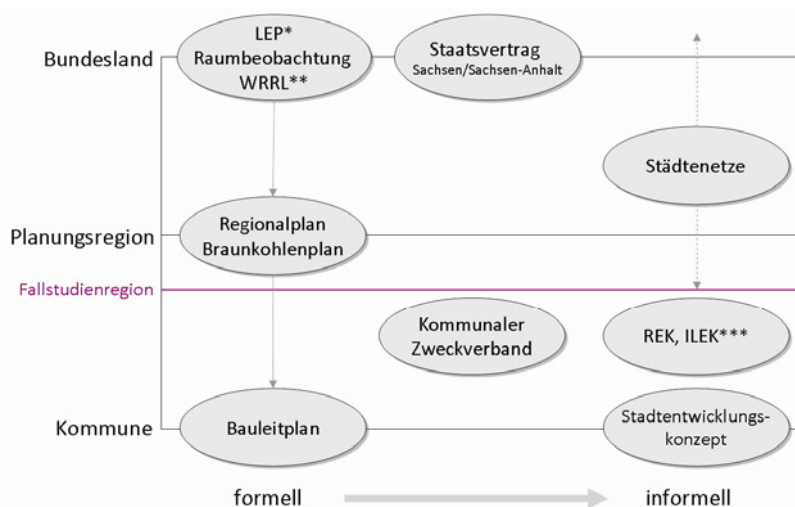 LEP*
Raumbeobachtung
WRRL**
Staatsvertrag
Sachsen/Sachsen-Anhalt
Bundesland
Städtenetze
Planungsregion
Regionalplan
Braunkohlenplan
Fallstudienregion
Kommunaler
Zweckverband
REK, ILEK***
Kommune
Bauleitplan
Stadtentwicklungs-
konzept
formell
informell